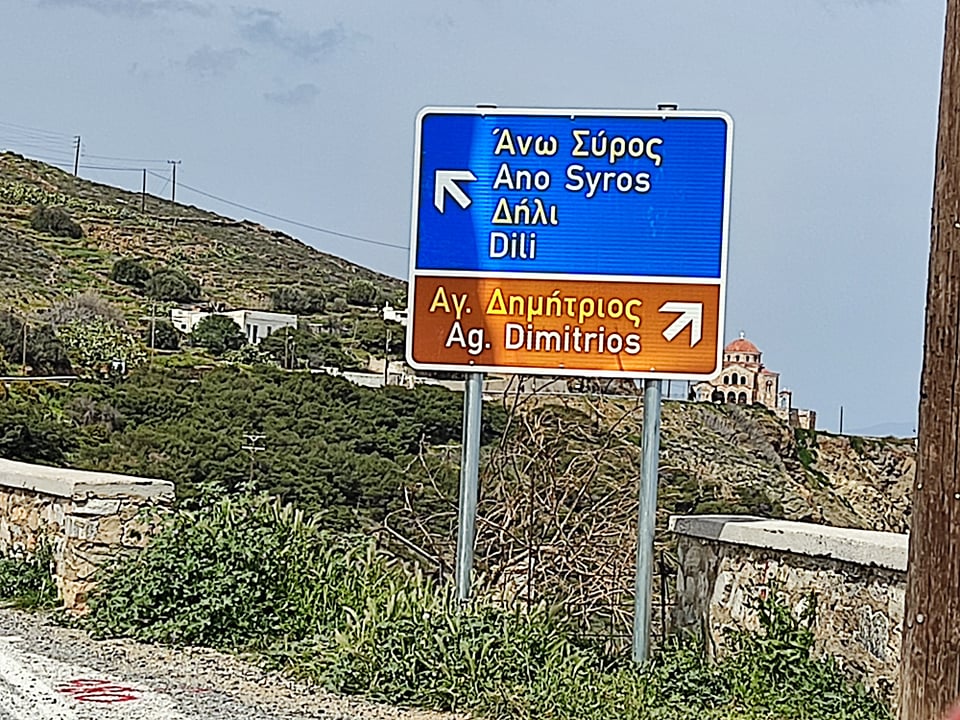 Άνω Σύρος
Ano Syros
Δήλι
Dili
Αγ. Δημήτριος
Ag. Dimitrios